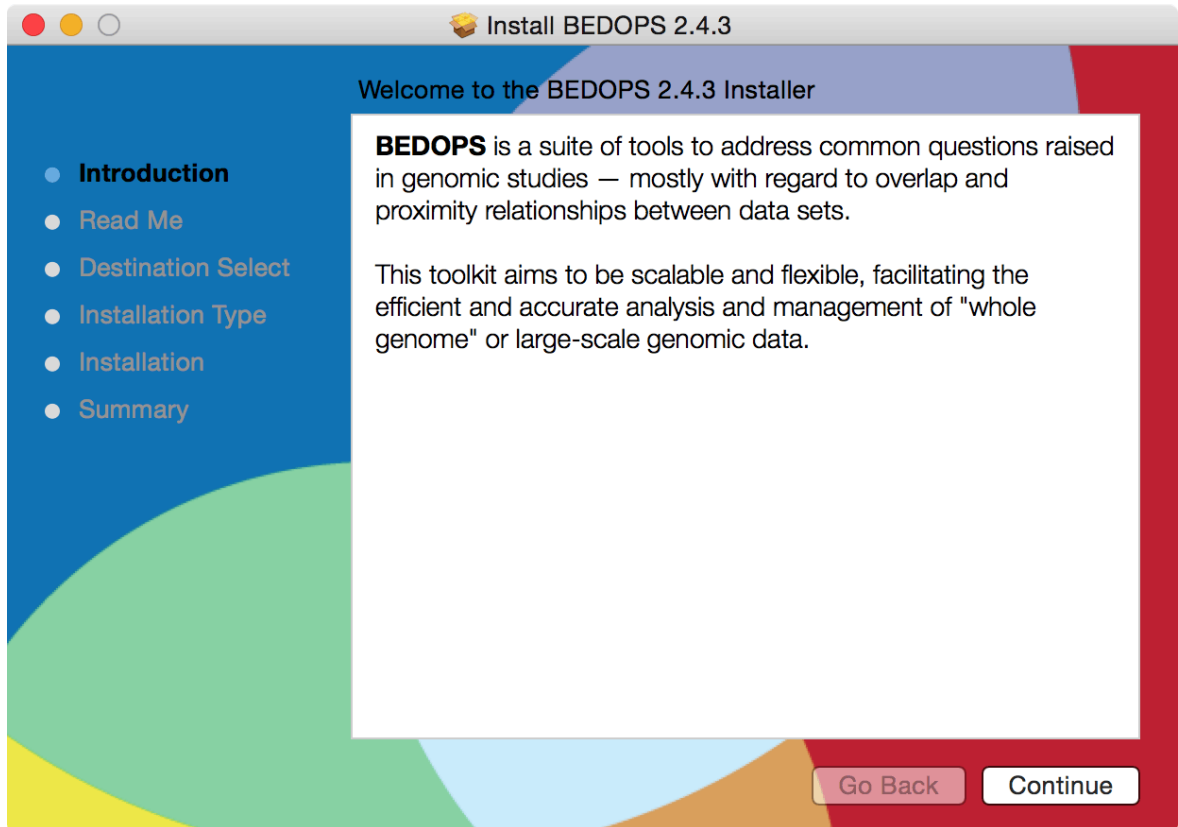 Install BEDOPS 2.4.3
Welcome to the BEDOPS 2.4.3 Installer
Introduction
Read Me
Destination Select
Installation Type
Installation
Summary
BEDOPS is a suite of tools to address common questions raised
in genomic studies — mostly with regard to overlap and
proximity relationships between data sets.
This toolkit aims to be scalable and flexible, facilitating the
efficient and accurate analysis and management of "whole
genome" or large-scale genomic data.
Go Back
Continue